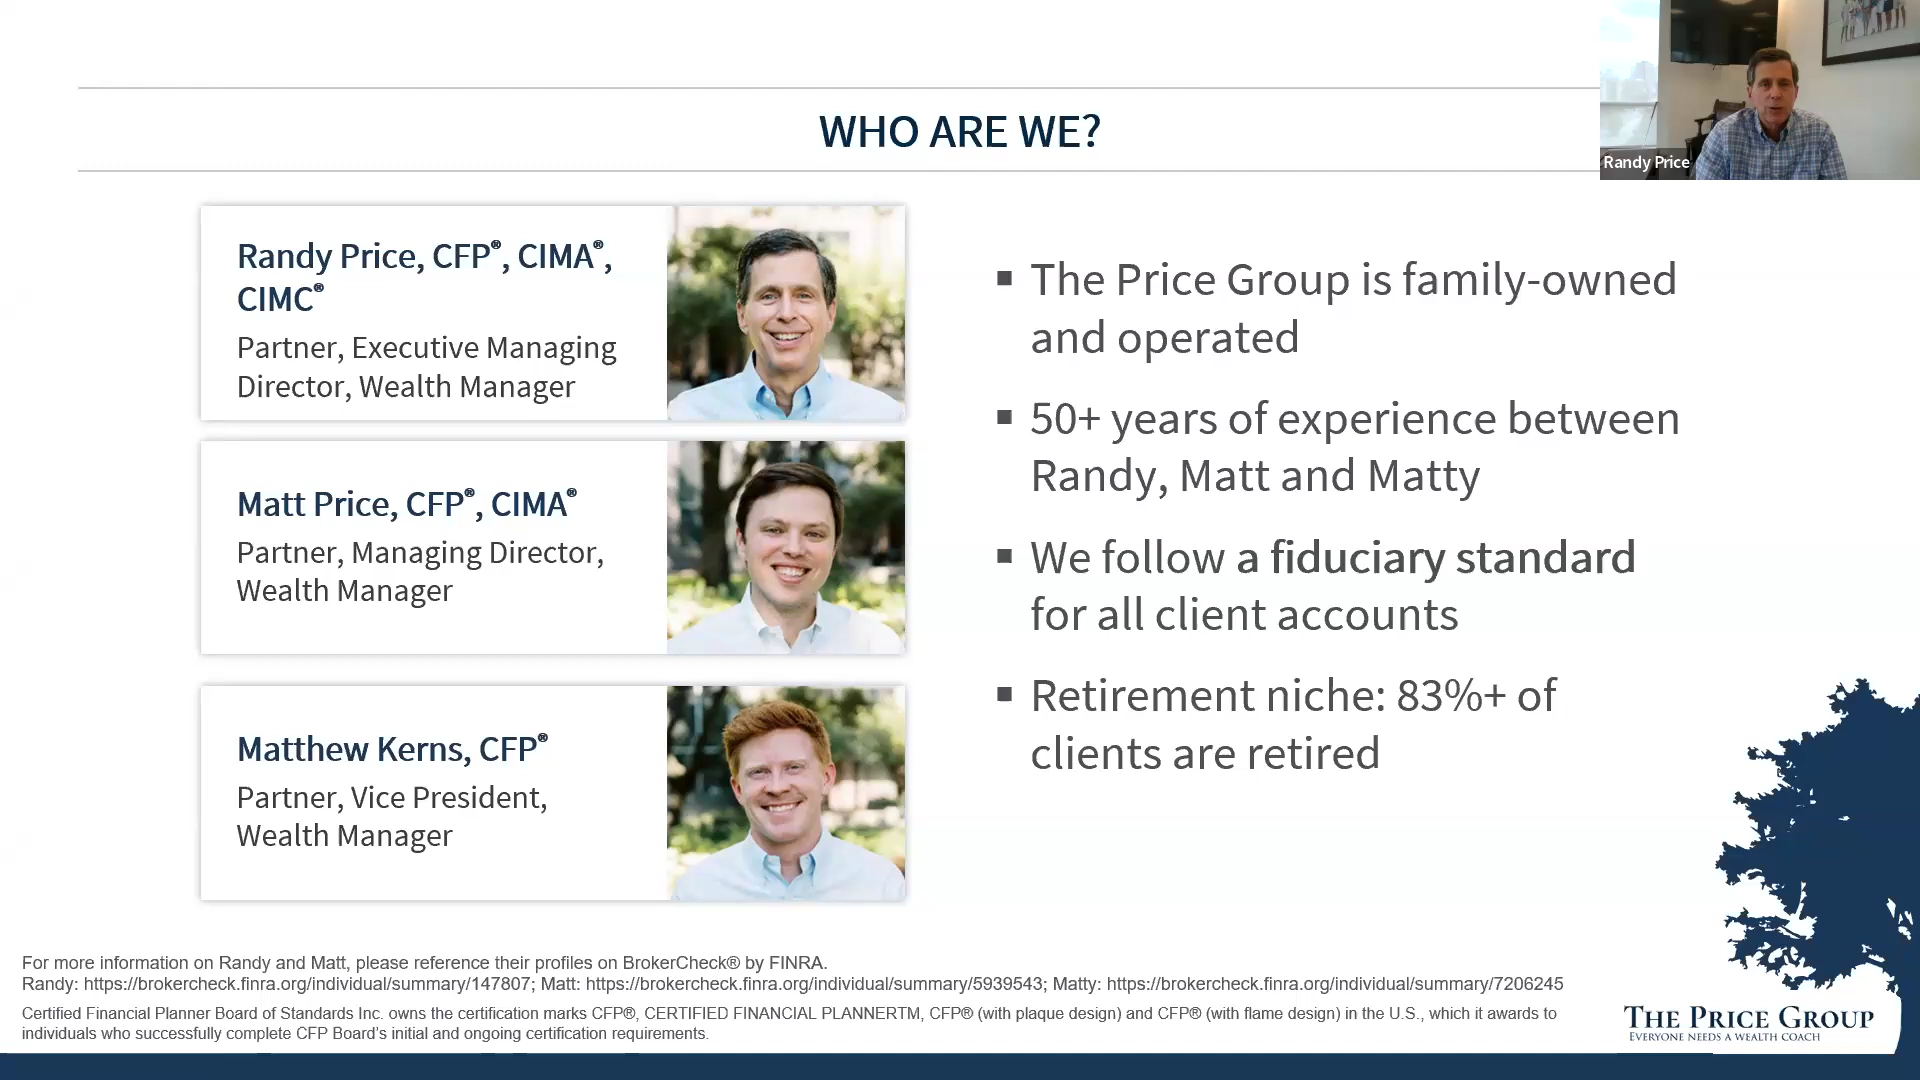 WHO ARE WE?
Randy Price
Randy Price, CFP®, CIMA®,
CIMC®
Partner, Executive Managing
Director, Wealth Manager
Matt Price, CFP®, CIMA®
Partner, Managing Director,
Wealth Manager
Matthew Kerns, CFP®
Partner, Vice President,
Wealth Manager
▪ The Price Group is family-owned
and operated
▪ 50+ years of experience between
Randy, Matt and Matty
▪ We follow a fiduciary standard
for all client accounts
▪ Retirement niche: 83%+ of
clients are retired
For more information on Randy and Matt, please reference their profiles on BrokerCheck® by FINRA.
Randy: https://brokercheck.finra.org/individual/summary/147807; Matt: https://brokercheck.finra.org/individual/summary/5939543; Matty: https://brokercheck.finra.org/individual/summary/7206245
Certified Financial Planner Board of Standards Inc. owns the certification marks CFP®, CERTIFIED FINANCIAL PLANNERTM, CFP® (with plaque design) and CFP® (with flame design) in the U.S., which it awards to
individuals who successfully complete CFP Board's initial and ongoing certification requirements.
THE PRICE GROUP
EVERYONE NEEDS A WEALTH COACH